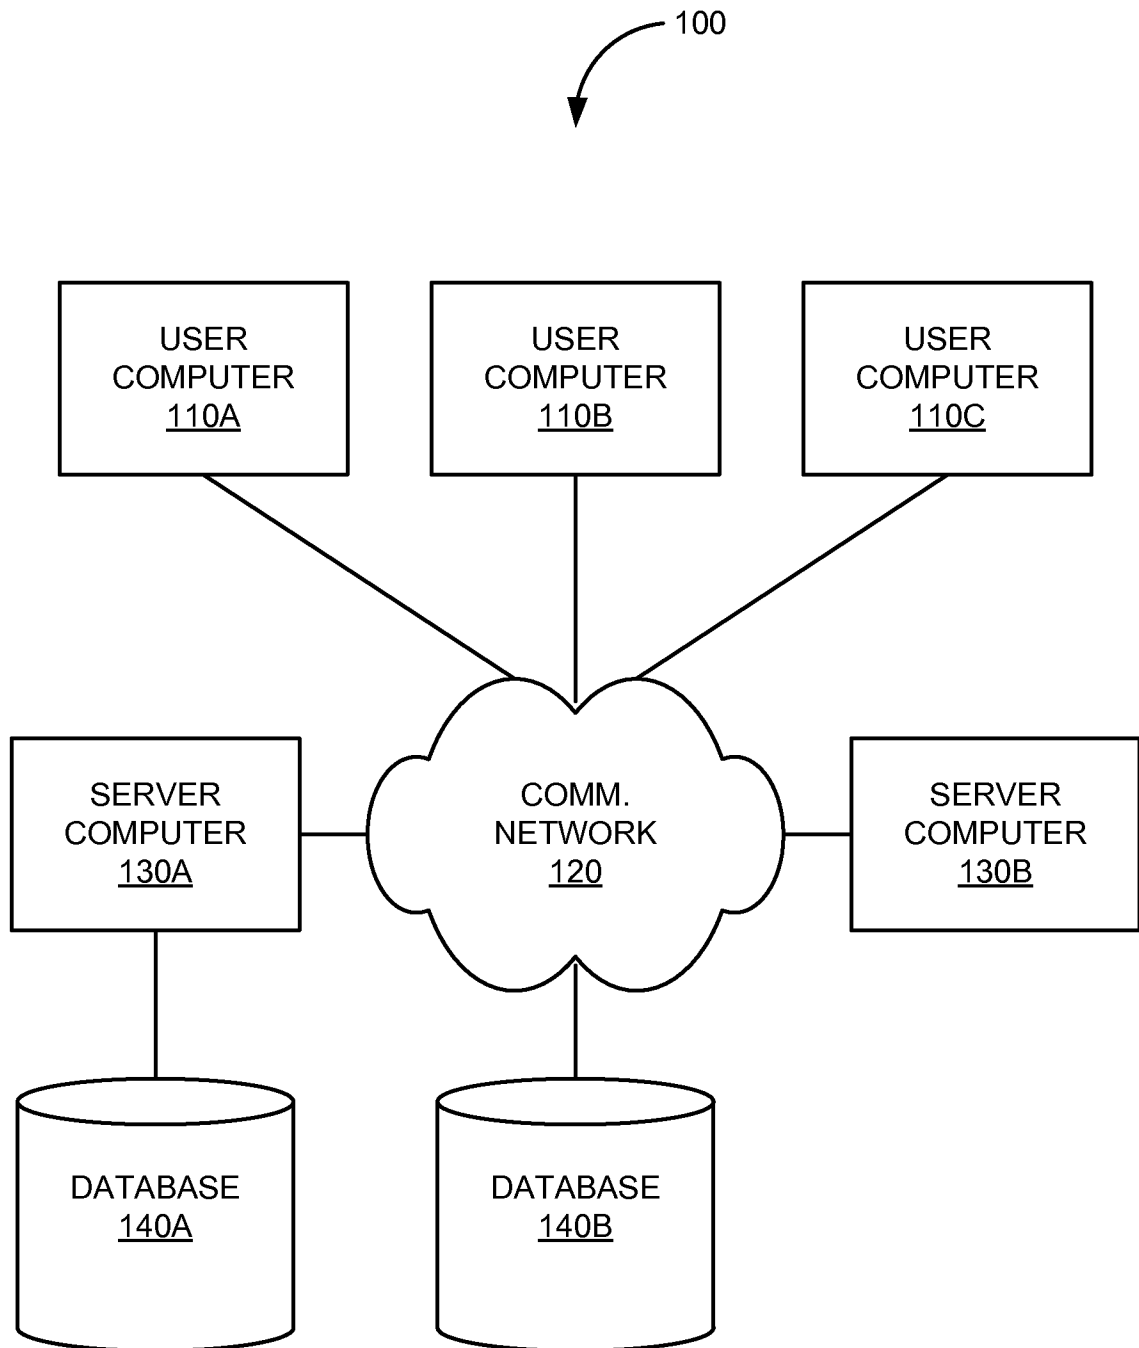 100
USER
COMPUTER
110A
USER
COMPUTER
110B
USER
COMPUTER
110C
SERVER
COMPUTER
130A
COMM.
NETWORK
120
SERVER
COMPUTER
130B
DATABASE
140A
DATABASE
140B